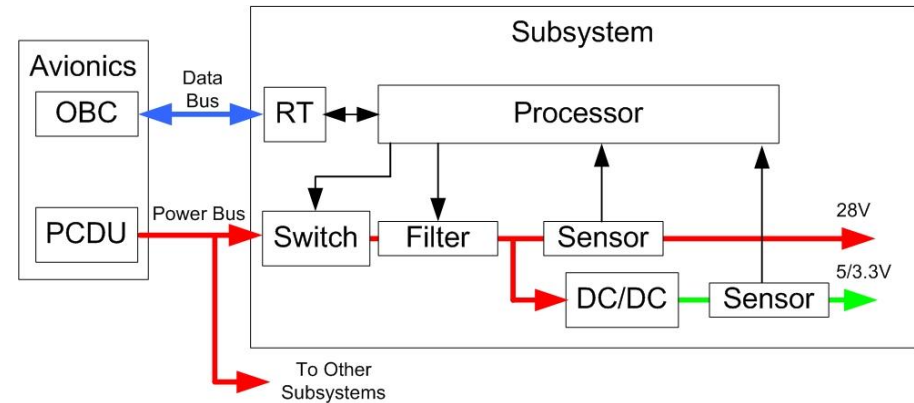 Subsystem
Avionics
Data
Bus
OBC
RT
Processor
Power Bus
PCDU
Switch
Filter
Sensor
28V
5/3.3V
DC/DC
Sensor
To Other
Subsystems